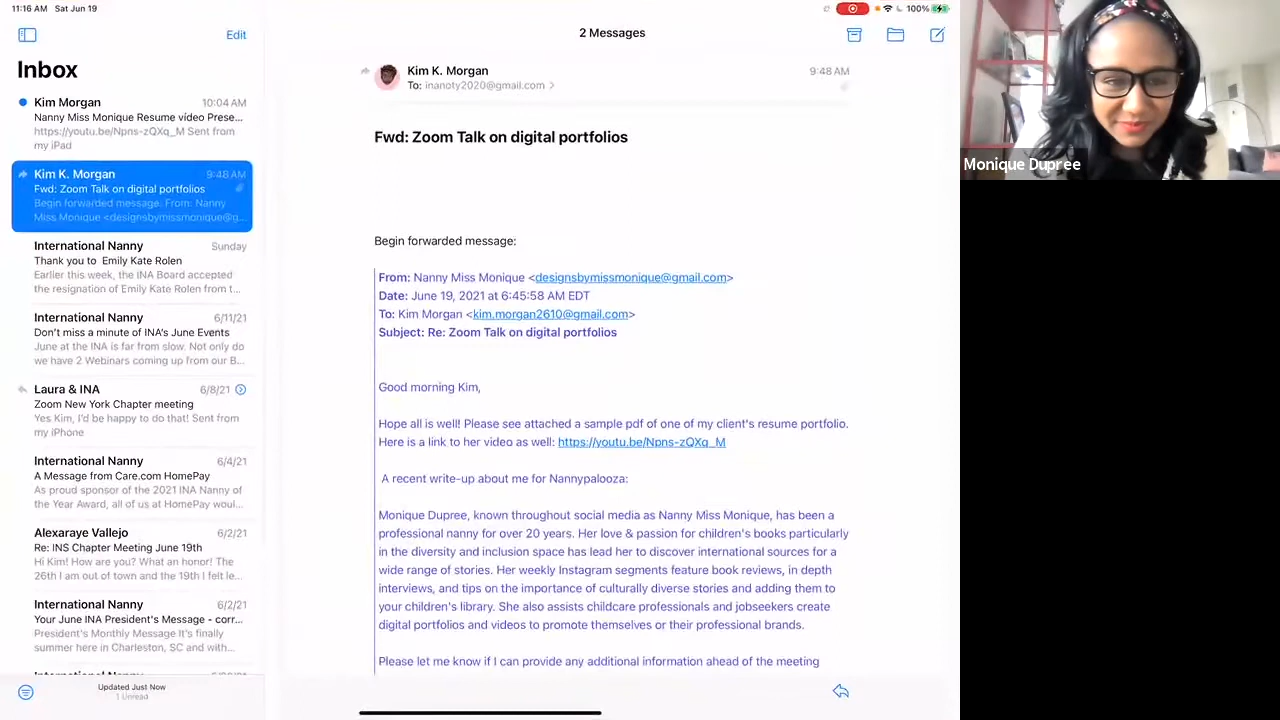 11:16 AM Sat Jun 19
100%
Edit
Inbox
Kim Morgan 10:04 AM
Nanny Miss Monique Resume video Prese...
https://youtu.be/Npns-zQXq_M Sent from
my iPad
Kim K. Morgan 9:48 AM
Fwd: Zoom Talk on digital portfolios
Begin forwarded message: From: Nanny
Miss Monique <designsbymissmonique@g...
International Nanny Sunday
Thank you to Emily Kate Rolen
Earlier this week, the INA Board accepted
the resignation of Emily Kate Rolen from t...
International Nanny 6/11/21
Don't miss a minute of INA's June Events
June at the INA is far from slow. Not only do
we have 2 Webinars coming up from our B...
Laura & INA 6/8/21
Zoom New York Chapter meeting
Yes Kim, I'd be happy to do that! Sent from
my iPhone
International Nanny 6/4/21
A Message from Care.com HomePay
As proud sponsor of the 2021 INA Nanny of
the Year Award, all of us at HomePay woul...
Alexaraye Vallejo 6/2/21
Re: INS Chapter Meeting June 19th
Hi Kim! How are you? What an honor! The
26th I am out of town and the 19th I felt le...
International Nanny 6/2/21
Your June INA President's Message - corr...
President's Monthly Message It's finally
summer here in Charleston, SC and with...
International Nanny
Updated Just Now
1 Unread
2 Messages
Kim K. Morgan 9:48 AM
To: inanoty2020@gmail.com
Fwd: Zoom Talk on digital portfolios
Begin forwarded message:
From: Nanny Miss Monique <designsbymissmonique@gmail.com>
Date: June 19, 2021 at 6:45:58 AM EDT
To: Kim Morgan <kim.morgan2610@gmail.com>
Subject: Re: Zoom Talk on digital portfolios
Good morning Kim,
Hope all is well! Please see attached a sample pdf of one of my client's resume portfolio.
Here is a link to her video as well: https://youtu.be/Npns-zQXq_M
A recent write-up about me for Nannypalooza:
Monique Dupree, known throughout social media as Nanny Miss Monique, has been a
professional nanny for over 20 years. Her love & passion for children's books particularly
in the diversity and inclusion space has lead her to discover international sources for a
wide range of stories. Her weekly Instagram segments feature book reviews, in depth
interviews, and tips on the importance of culturally diverse stories and adding them to
your children's library. She also assists childcare professionals and jobseekers create
digital portfolios and videos to promote themselves or their professional brands.
Please let me know if I can provide any additional information ahead of the meeting
Monique Dupree